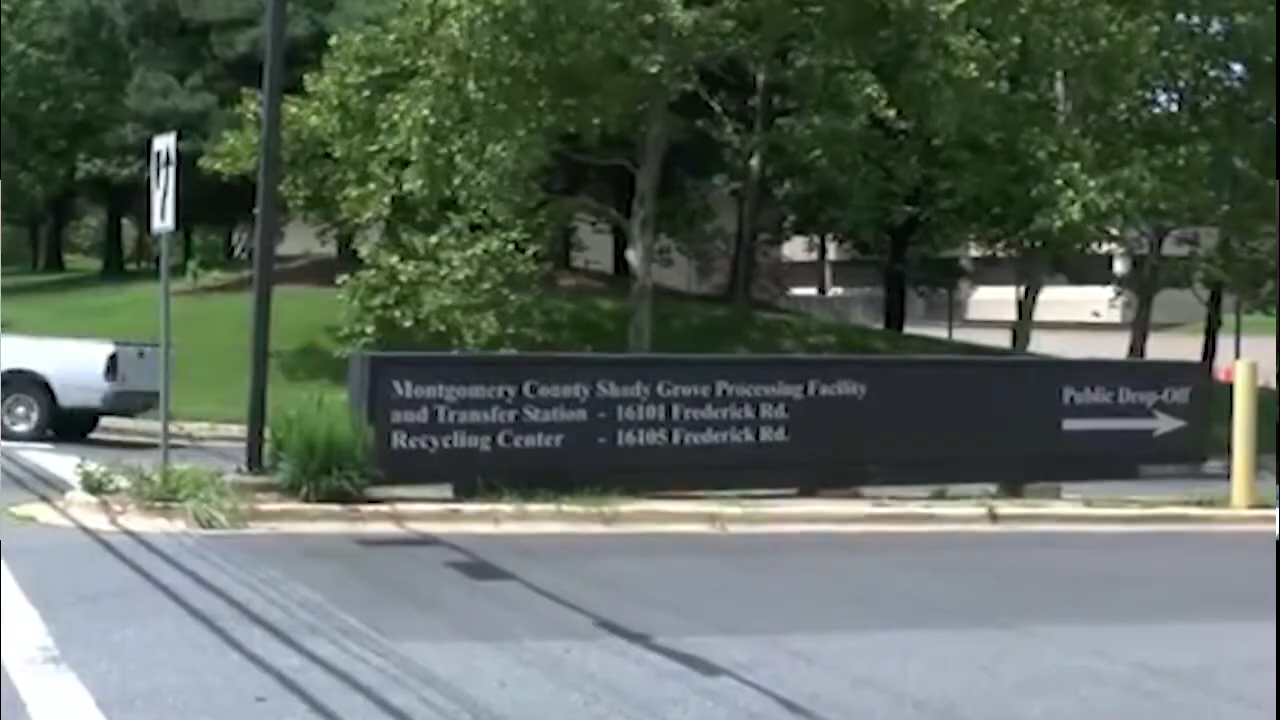 Montgomery County Shady Grove Processing Facility
and Transfer Station - 16101 Frederick Rd.
Recycling Center - 16105 Frederick Rd.
Public Drop-Off